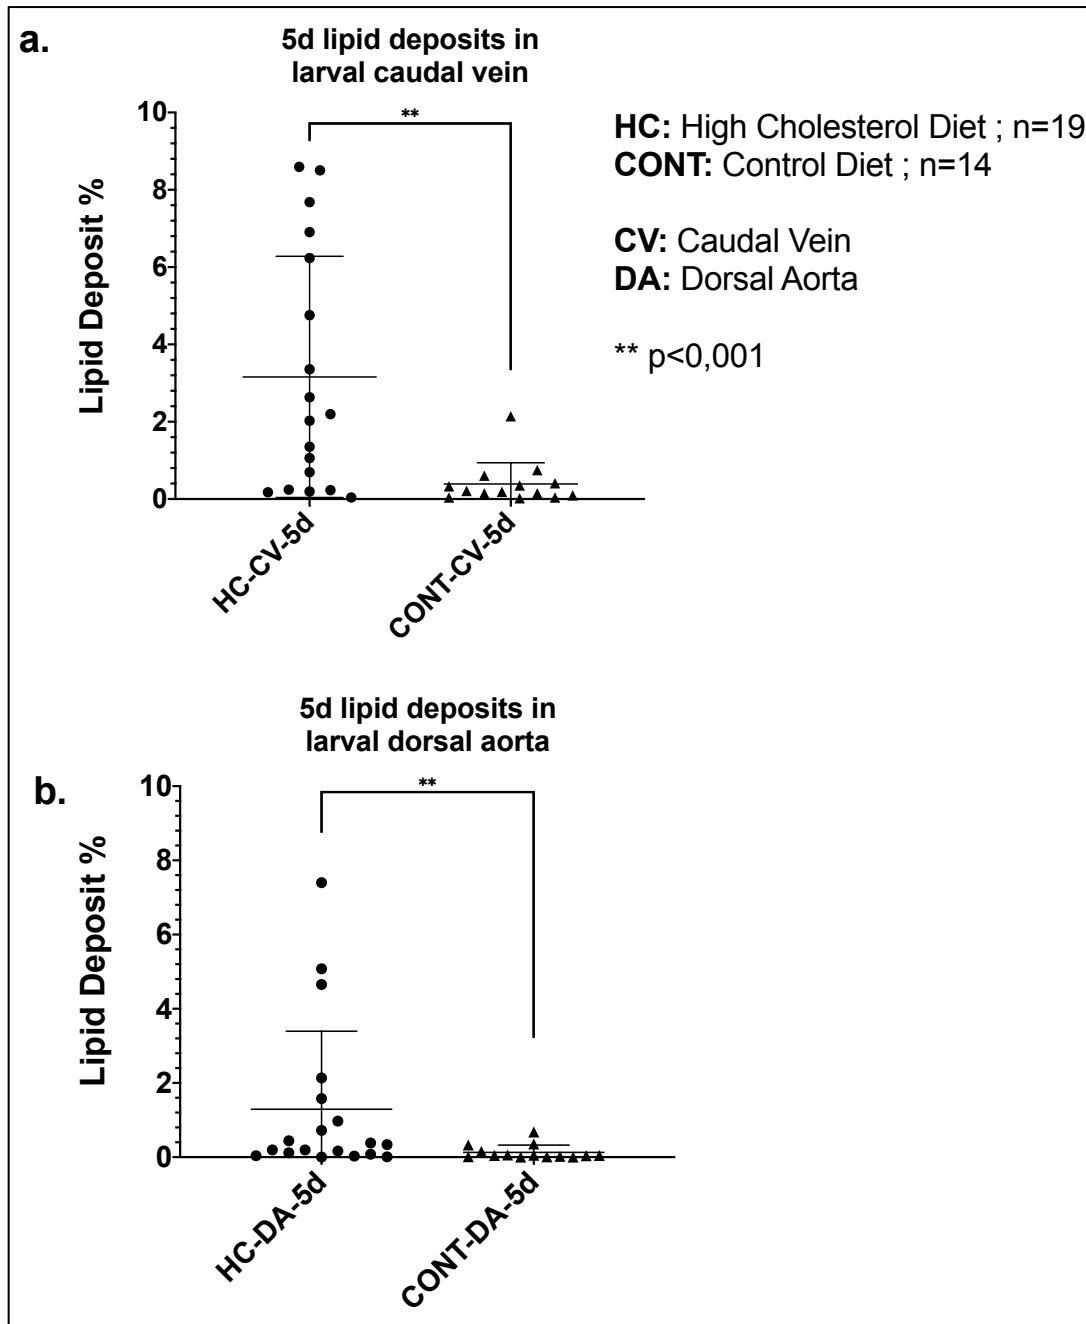 a.
5d lipid deposits in
larval caudal vein
**
Lipid Deposit %
10
8
6
4
2
0
HC-CV-5d
CONT-CV-5d
HC: High Cholesterol Diet ; n=19
CONT: Control Diet ; n=14
CV: Caudal Vein
DA: Dorsal Aorta
** p<0,001
b.
5d lipid deposits in
larval dorsal aorta
**
Lipid Deposit %
10
8
6
4
2
0
HC-DA-5d
CONT-DA-5d